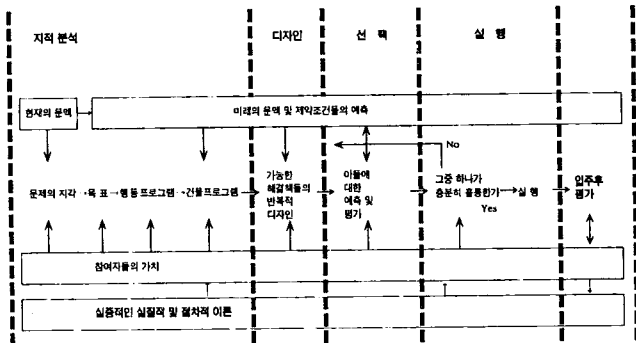 지적 분석
디자인
선 택
실 행
현재의 문맥
미래의 문맥 및 제약조건들의 예측
No
문제의 지각→목 표→행동프로그램→건물프로그램
가능한
해결책들의
반복적
디자인
이들에
대한
예측 및
평가
그중 하나가
충분히 훌륭한가
실 행
Yes
입주후
평가
참여자들의 가치
실증적인 실질적 및 절차적 이론